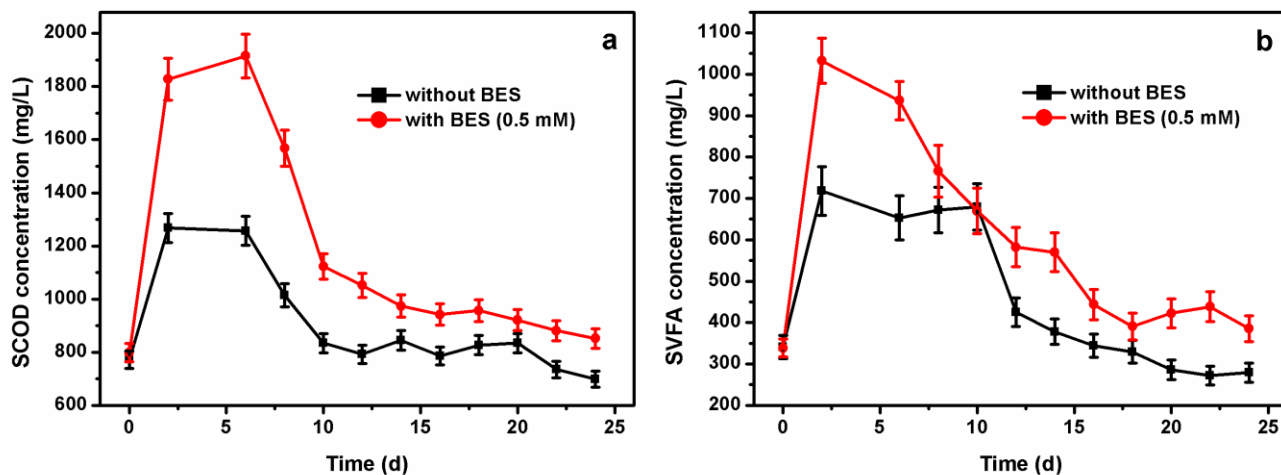 a
SCOD concentration (mg/L)
2000
1800
1600
1400
1200
1000
800
600
without BES
with BES (0.5 mM)
0 5 10 15 20 25
Time (d)
b
SVFA concentration (mg/L)
1100
1000
900
800
700
600
500
400
300
200
without BES
with BES (0.5 mM)
0 5 10 15 20 25
Time (d)